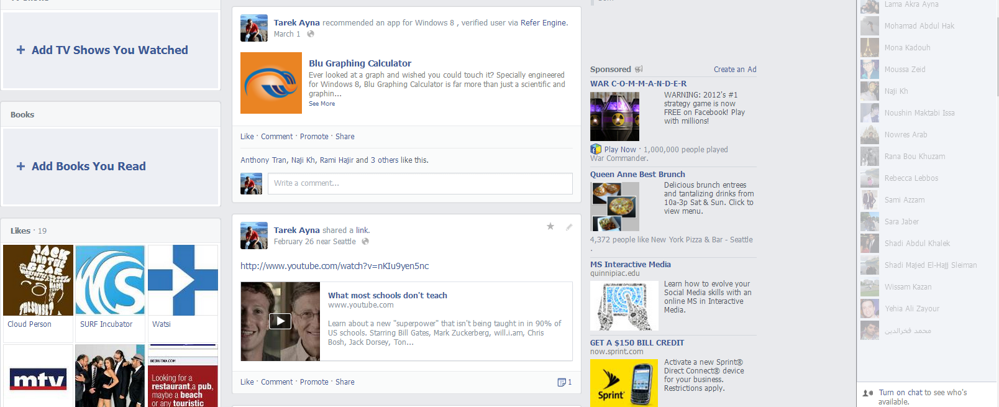 Add TV Shows You Watched
Books
Add Books You Read
Likes · 19
JACK
AND THE
BEAR
Cloud Person
SURF Incubator
Watsi
mtv
BEIRUTNA.COM
Looking for a
restaurant,a pub,
maybe a beach
or any touristic
Tarek Ayna recommended an app for Windows 8 , verified user via Refer Engine.
March 1
Blu Graphing Calculator
Ever looked at a graph and wished you could touch it? Specially engineered
for Windows 8, Blu Graphing Calculator is far more than just a scientific and
graphin...
See More
Like · Comment · Promote · Share
Anthony Tran, Naji Kh, Rami Hajir and 3 others like this.
Write a comment...
Tarek Ayna shared a link.
February 26 near Seattle
http://www.youtube.com/watch?v=nKIu9yen5nc
What most schools don't teach
www.youtube.com
Learn about a new "superpower" that isn't being taught in in 90% of
US schools. Starring Bill Gates, Mark Zuckerberg, will.i.am, Chris
Bosh, Jack Dorsey, Ton...
Like · Comment · Promote · Share
1
Sponsored
Create an Ad
WAR C-O-M-M-A-N-D-E-R
WARNING: 2012's #1
strategy game is now
FREE on Facebook! Play
with millions!
Play Now · 1,000,000 people played
War Commander.
Queen Anne Best Brunch
Delicious brunch entrees
and tantalizing drinks from
10a-3p Sat & Sun. Click to
view menu.
4,372 people like New York Pizza & Bar - Seattle
.
MS Interactive Media
quinnipiac.edu
Learn how to evolve your
Social Media skills with an
online MS in Interactive
Media.
GET A $150 BILL CREDIT
now.sprint.com
Activate a new Sprint®
Direct Connect® device
for your business.
Restrictions apply.
Sprint
Lama Akra Ayna
Mohamad Abdul Hak
Mona Kadouh
Moussa Zeid
Naji Kh
Noushin Maktabi Issa
Nowres Arab
Rana Bou Khuzam
Rebecca Lebbos
Sami Azzam
Sara Jaber
Shadi Abdul Khalek
Shadi Majed El-Hajj Sleiman
Wissam Kazan
Yehia Ali Zayour
محمد فخرالدين
Turn on chat to see who's
available.